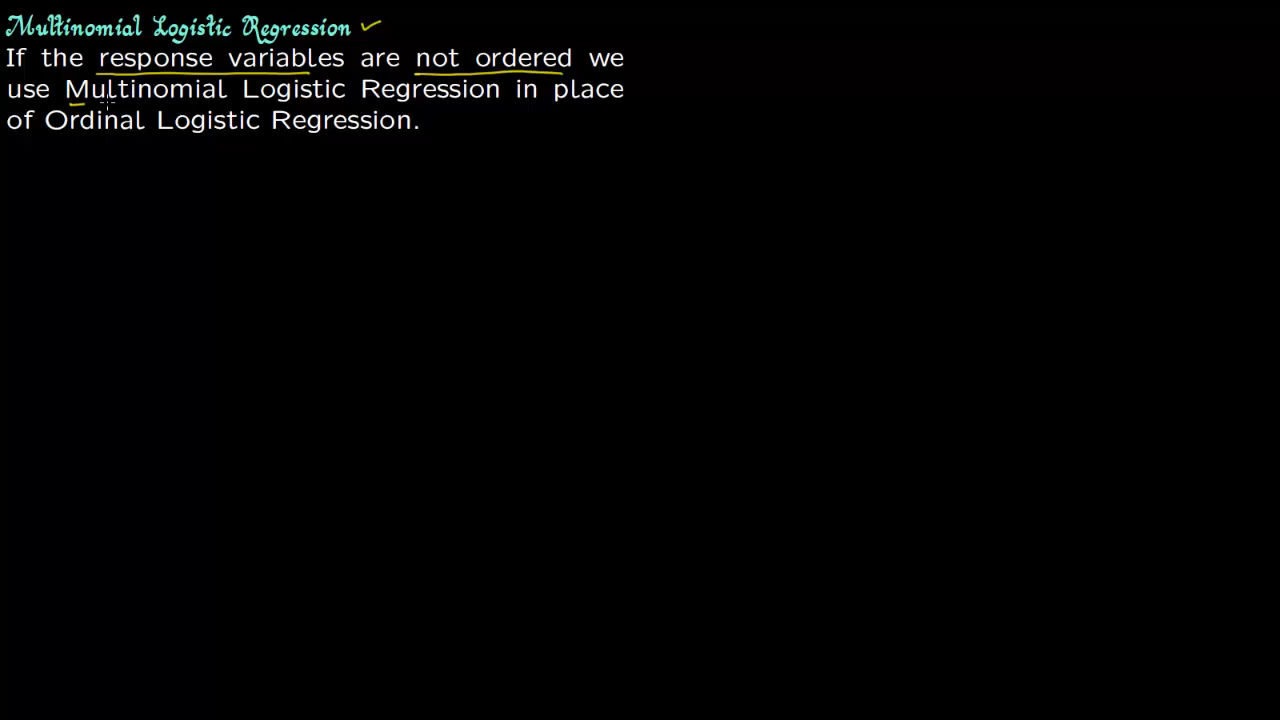 Multinomial Logistic Regression ✓
If the response variables are not ordered we
use Multinomial Logistic Regression in place
of Ordinal Logistic Regression.